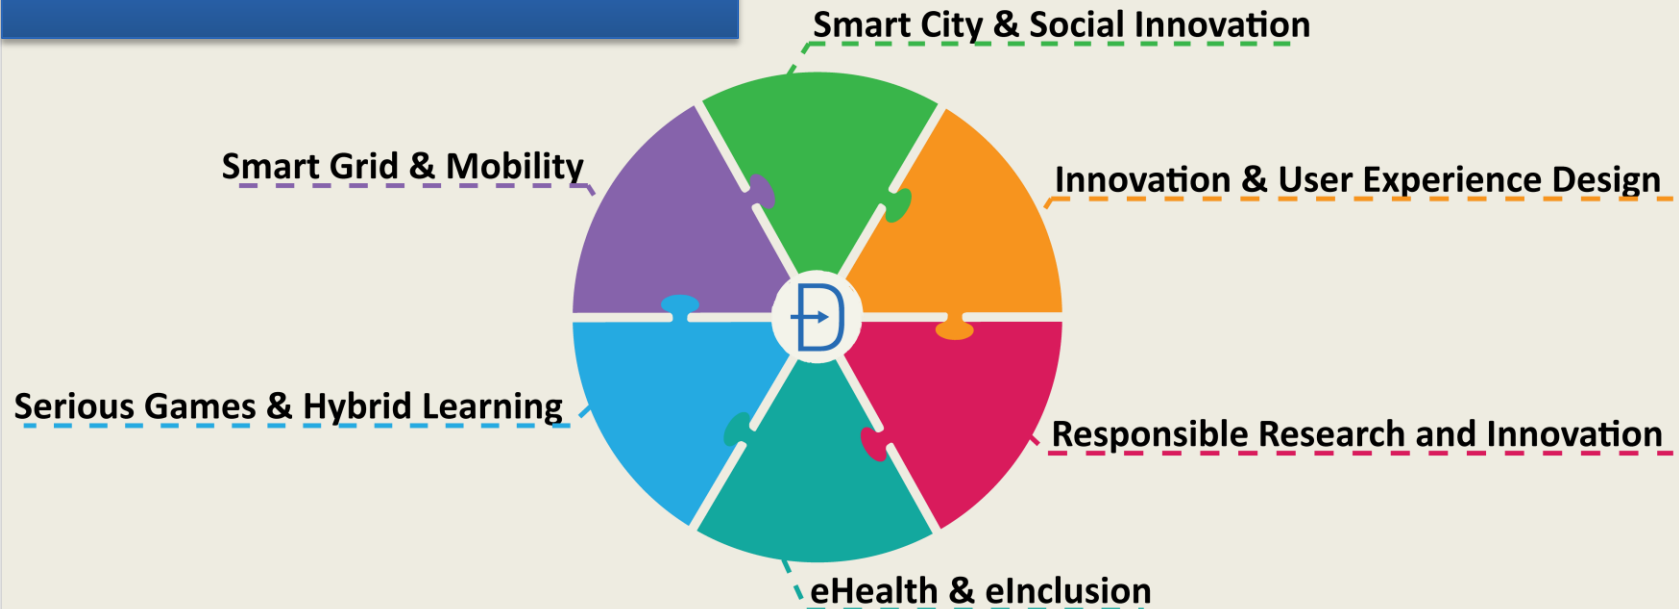 Smart City & Social Innovation
Smart Grid & Mobility
Innovation & User Experience Design
Serious Games & Hybrid Learning
Responsible Research and Innovation
eHealth & eInclusion